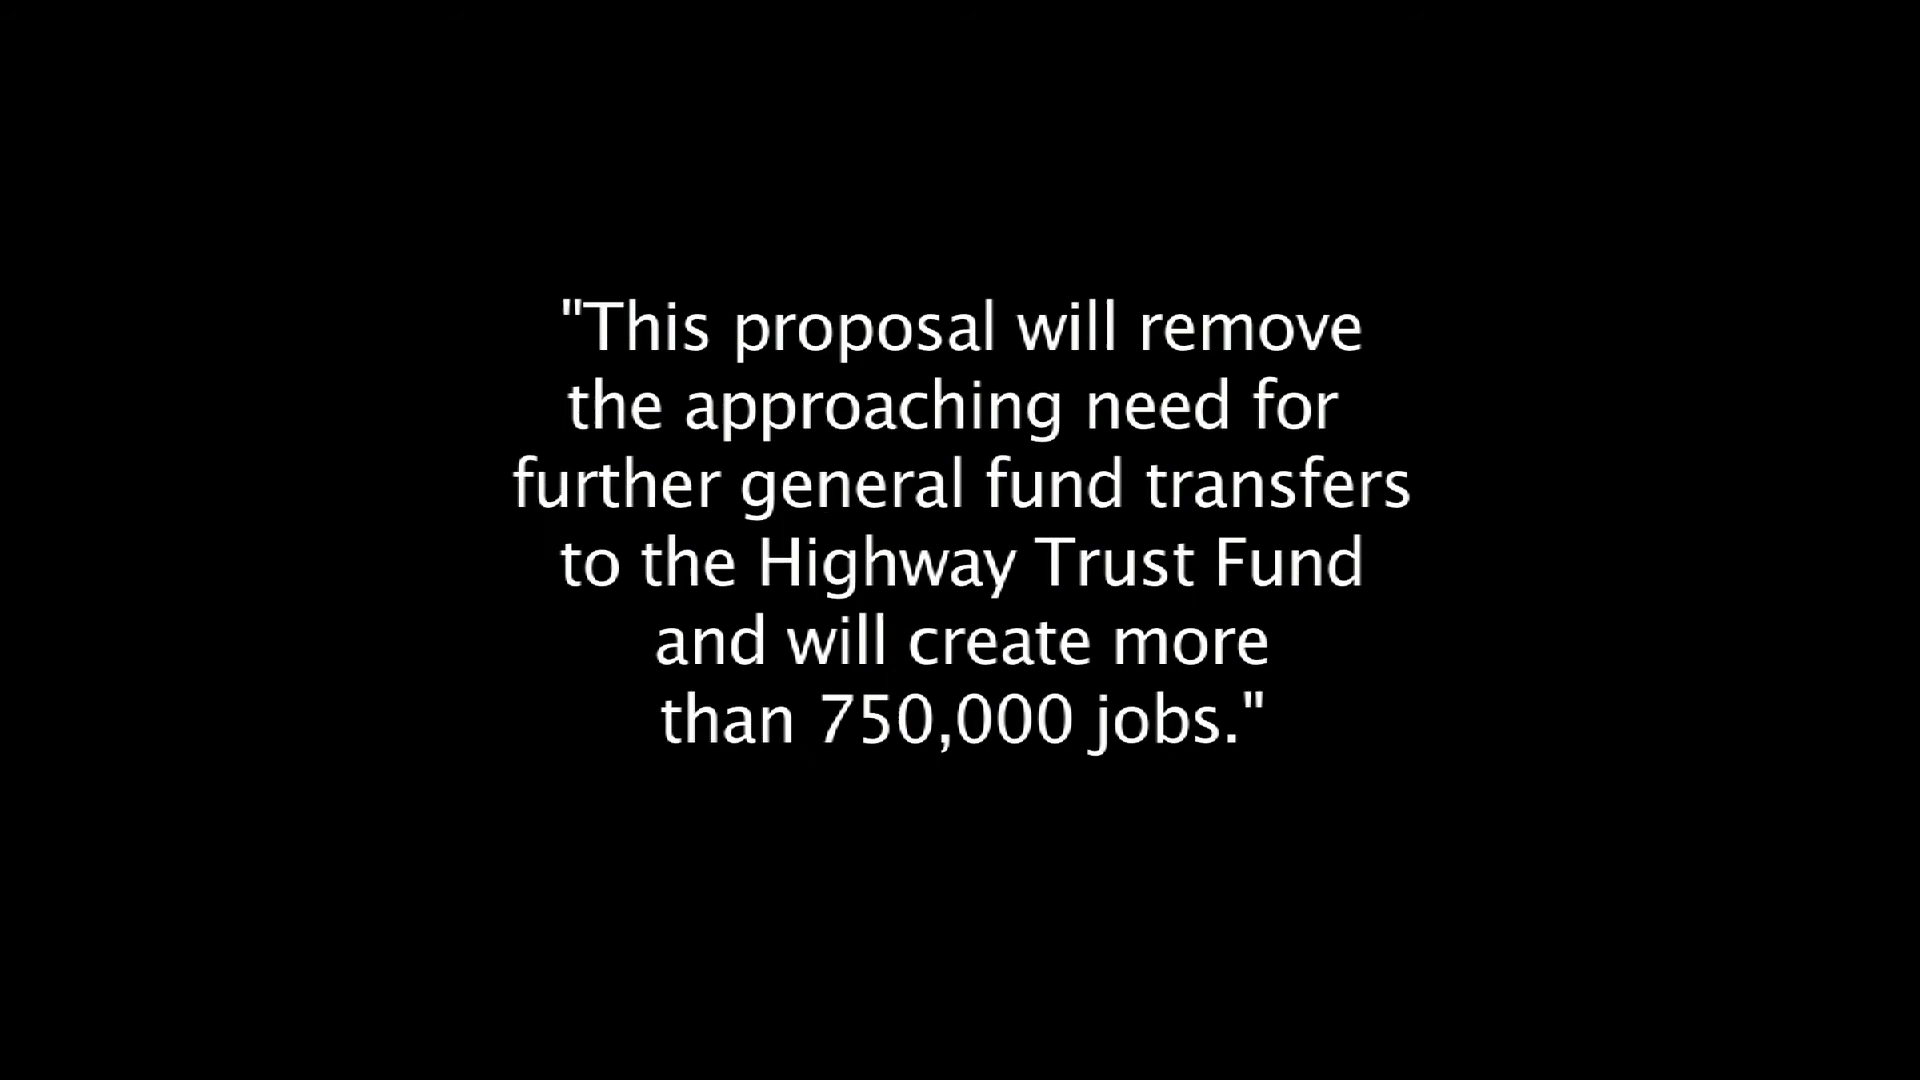 "This proposal will remove
the approaching need for
further general fund transfers
to the Highway Trust Fund
and will create more
than 750,000 jobs."